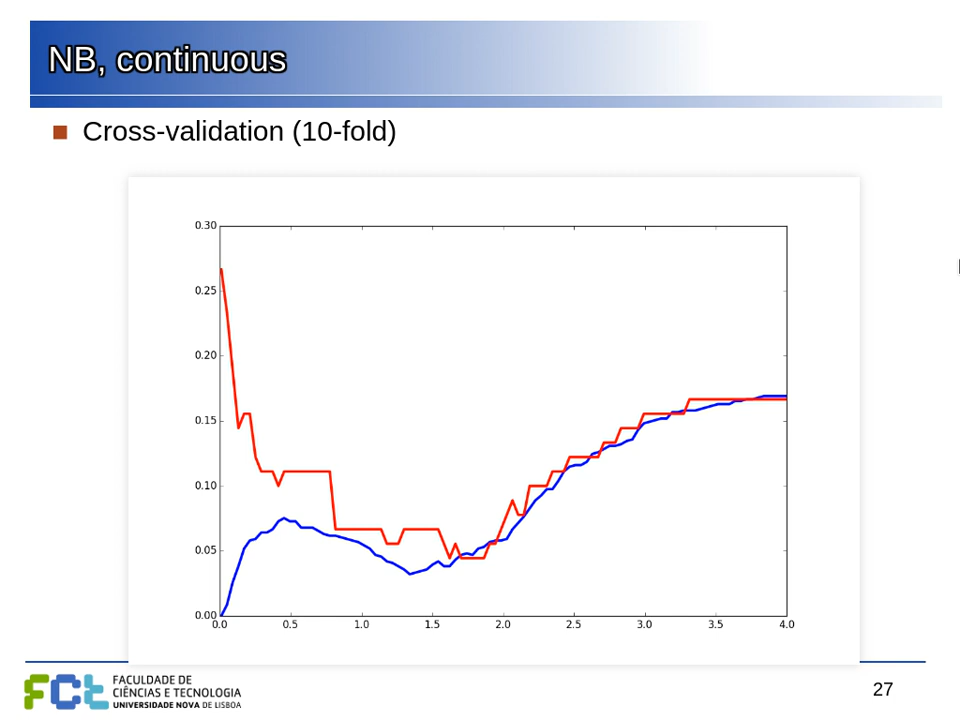 NB, continuous
Cross-validation (10-fold)
0.30
0.25
0.20
0.15
0.10
0.05
0.00
0.0 0.5 1.0 1.5 2.0 2.5 3.0 3.5 4.0
FCt
FACULDADE DE
CIÊNCIAS E TECNOLOGIA
UNIVERSIDADE NOVA DE LISBOA
27